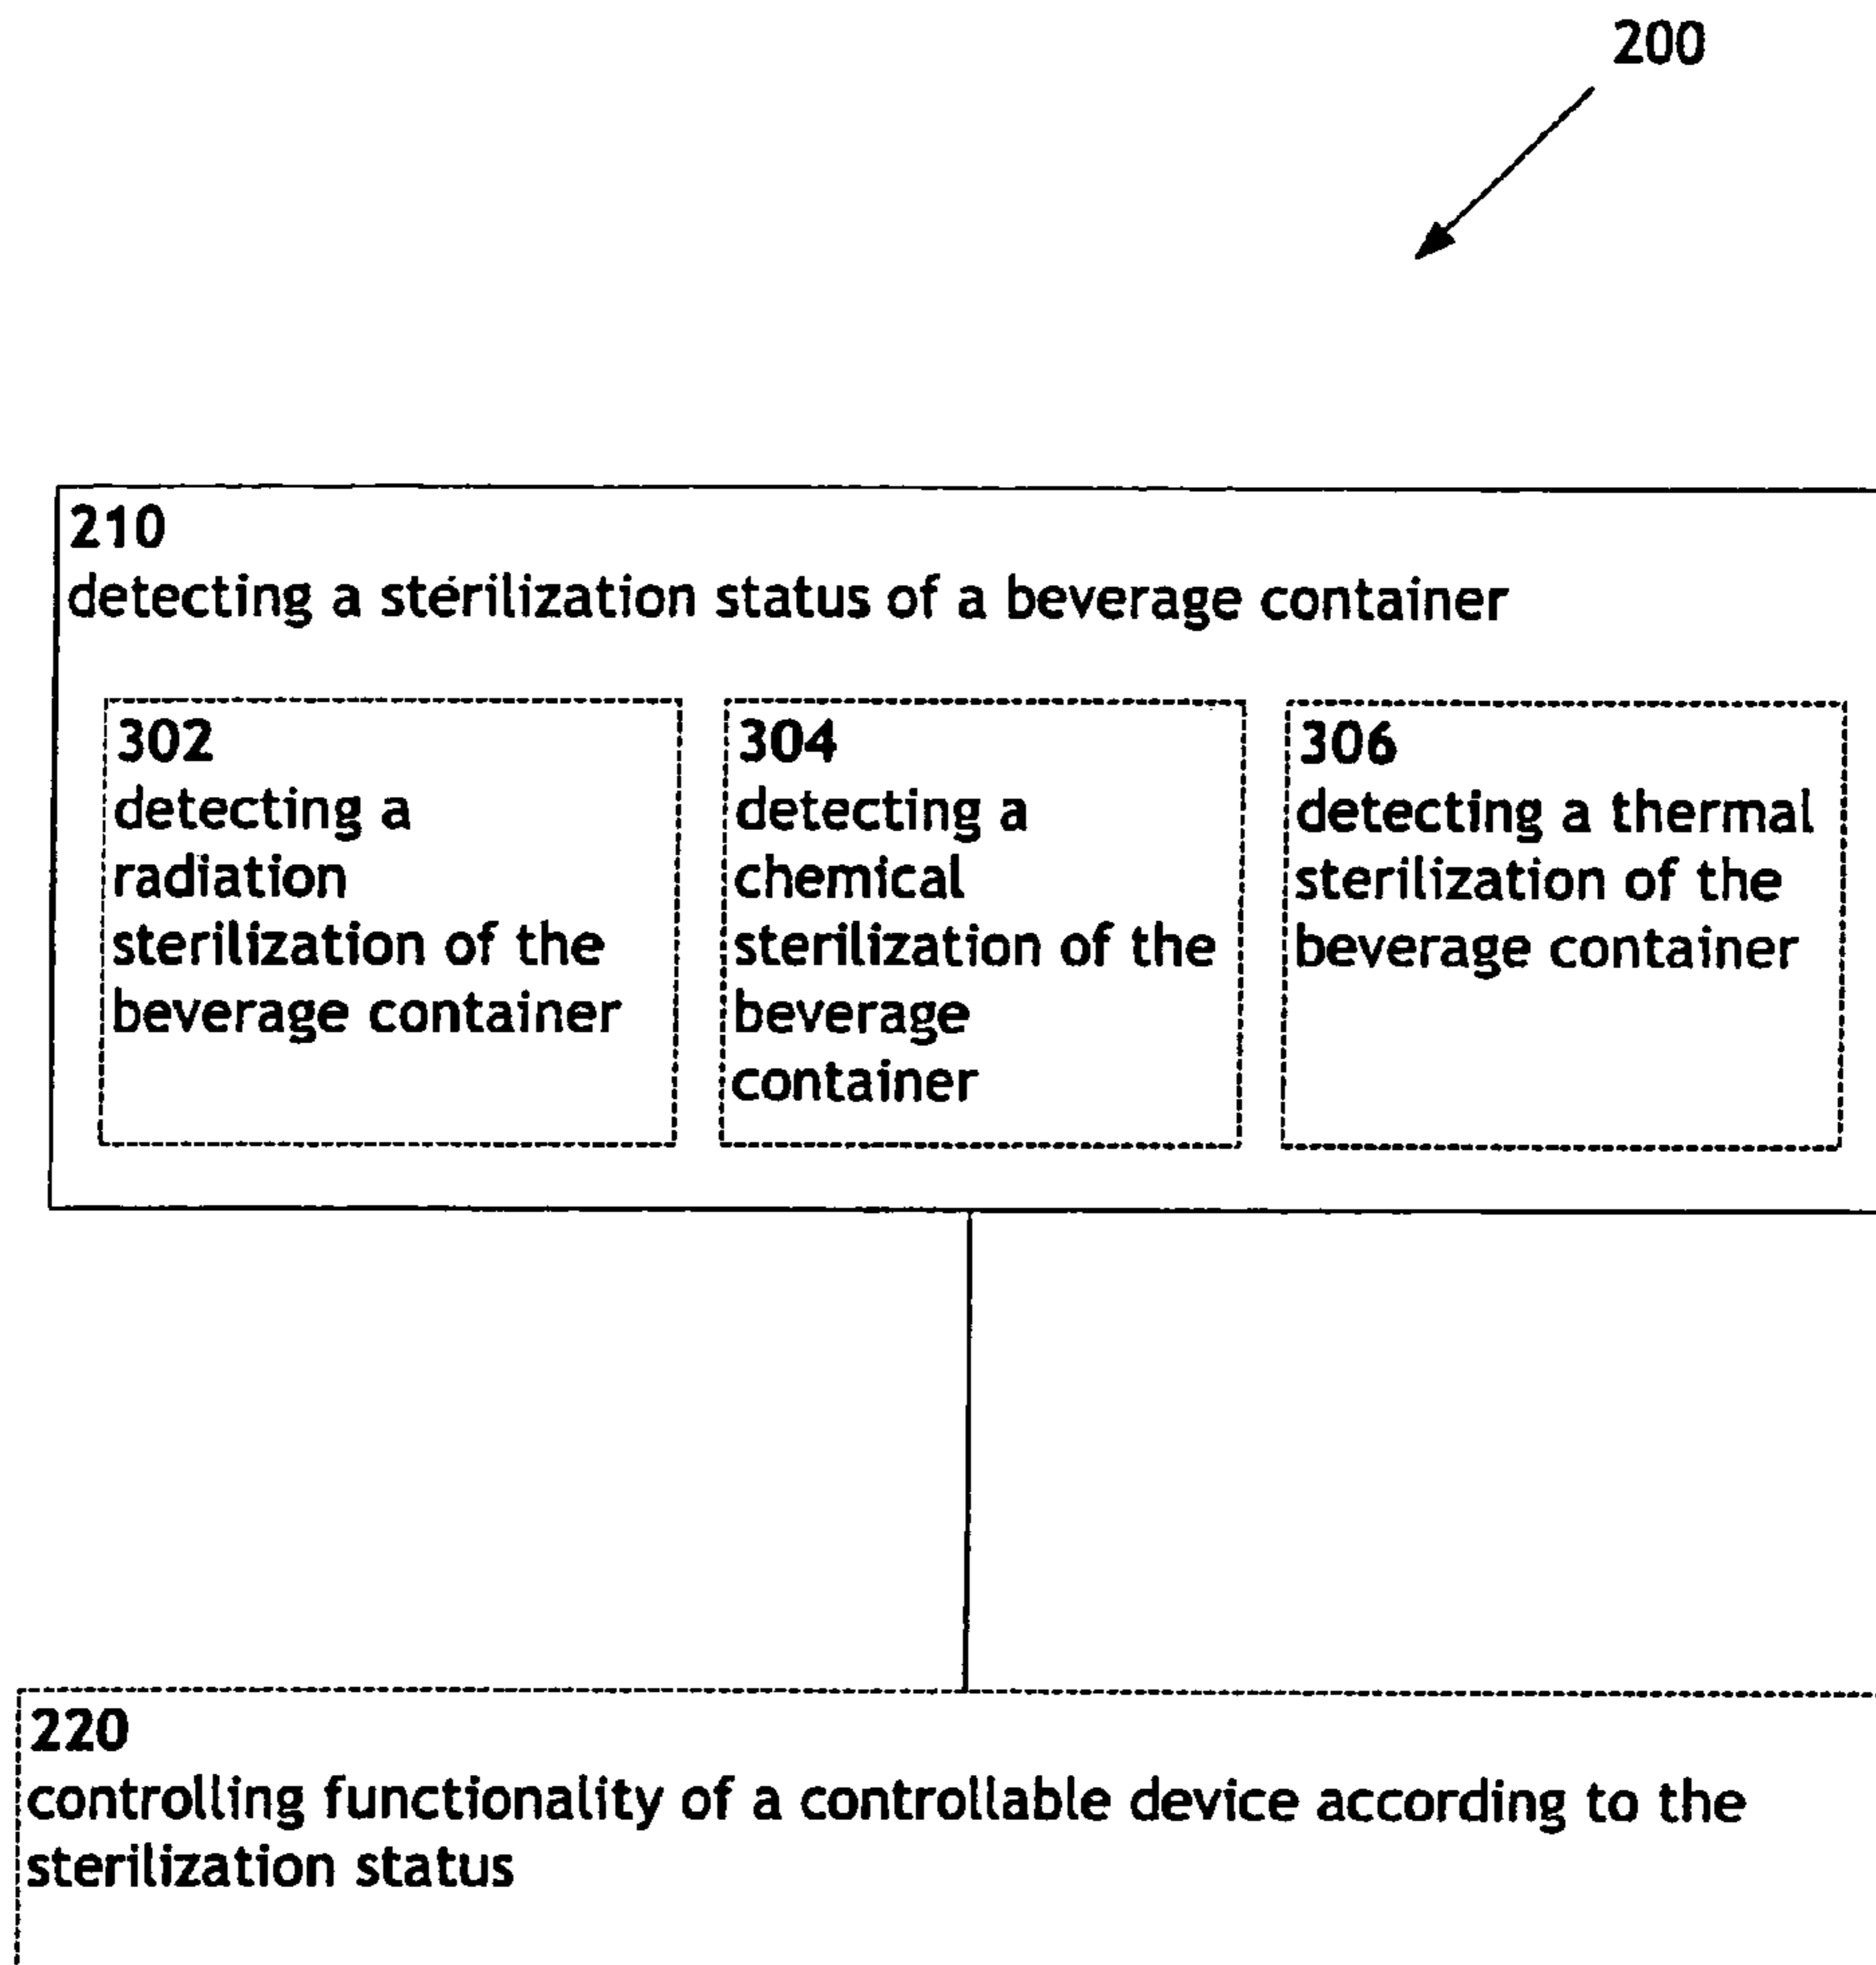 200
210
detecting a sterilization status of a beverage container
302
detecting a
radiation
sterilization of the
beverage container
304
detecting a
chemical
sterilization of the
beverage
container
306
detecting a thermal
sterilization of the
beverage container
220
controlling functionality of a controllable device according to the
sterilization status